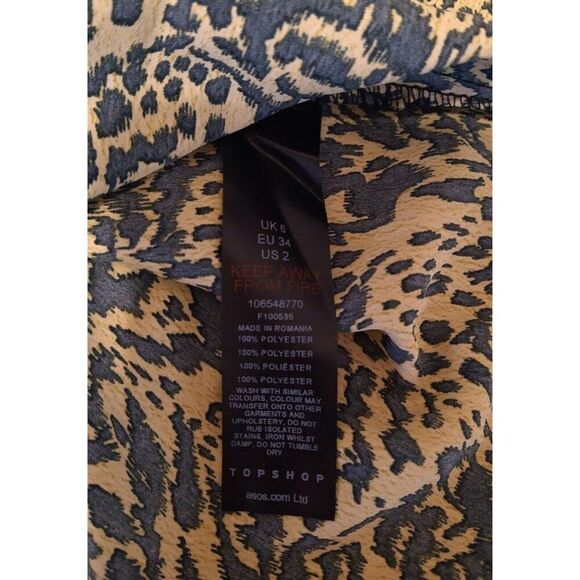 UK 6
EU 34
US 2
KEEP AWAY
FROM FIRE
106548770
F100535
MADE IN ROMANIA
100% POLYESTER
100% POLYESTER
100% POLIÉSTER
100% POLYESTER
WASH WITH SIMILAR
COLOURS, COLOUR MAY
TRANSFER ONTO OTHER
GARMENTS AND
UPHOLSTERY, DO NOT
RUB ISOLATED
STAINS, IRON WHILST
DAMP, DO NOT TUMBLE
DRY
TOPSHOP
asos.com Ltd